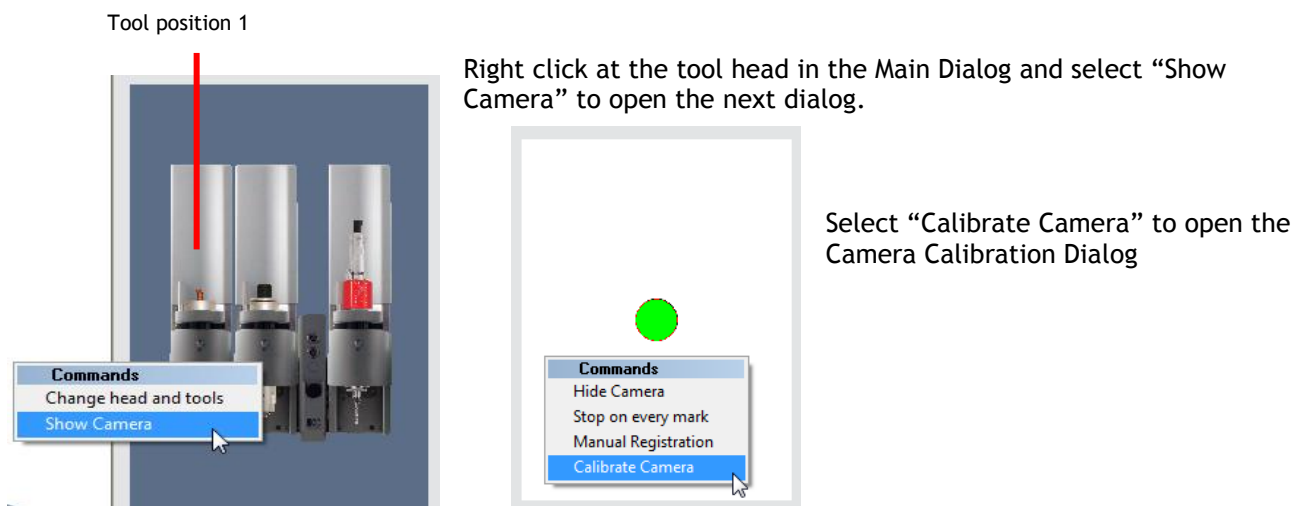 Tool position 1
Right click at the tool head in the Main Dialog and select “Show
Camera” to open the next dialog.
Commands
Change head and tools
Show Camera
Commands
Hide Camera
Stop on every mark
Manual Registration
Calibrate Camera
Select “Calibrate Camera” to open the
Camera Calibration Dialog